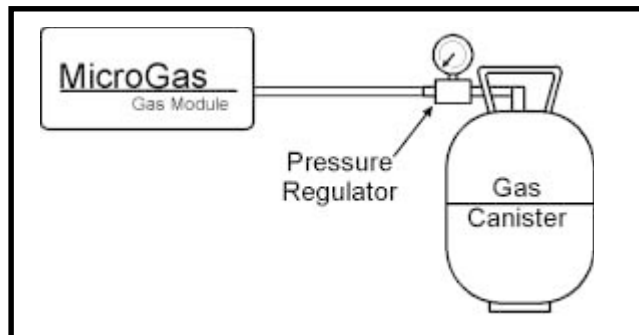 MicroGas
Gas Module
Pressure
Regulator
Gas
Canister